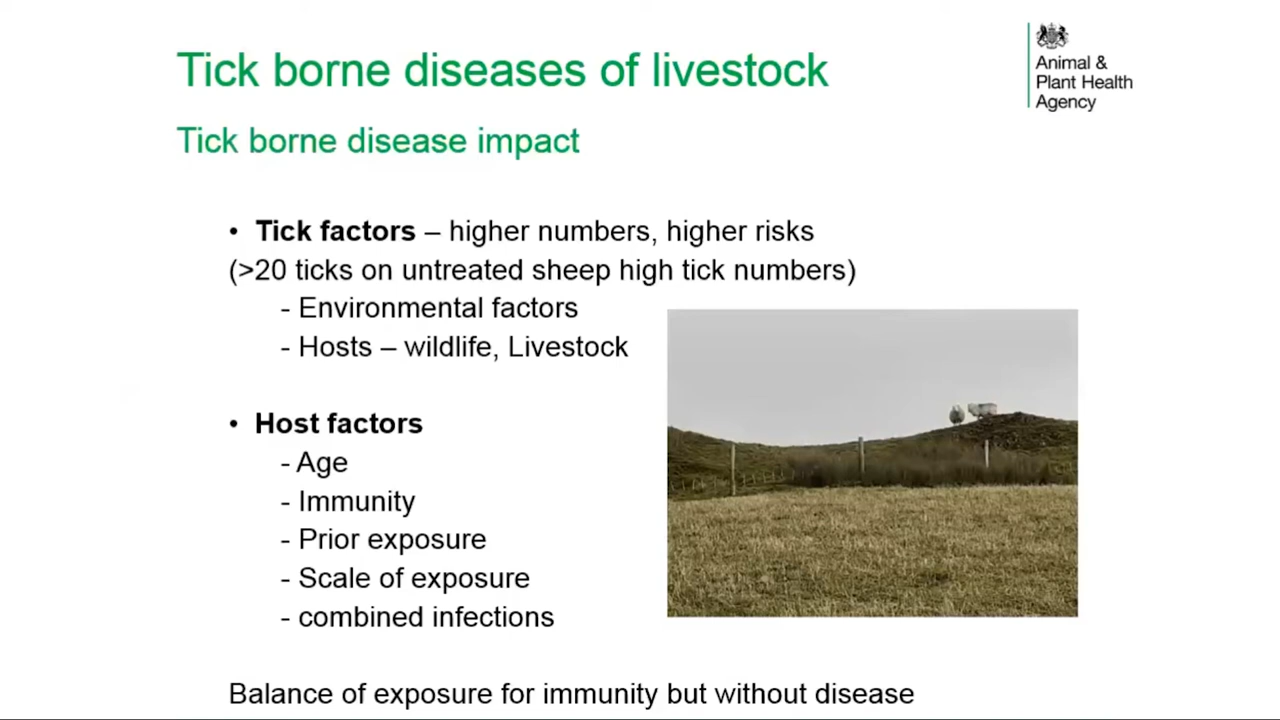 Tick borne diseases of livestock
Animal &
Plant Health
Agency
Tick borne disease impact
• Tick factors – higher numbers, higher risks
(>20 ticks on untreated sheep high tick numbers)
- Environmental factors
- Hosts – wildlife, Livestock
• Host factors
- Age
- Immunity
- Prior exposure
- Scale of exposure
- combined infections
Balance of exposure for immunity but without disease